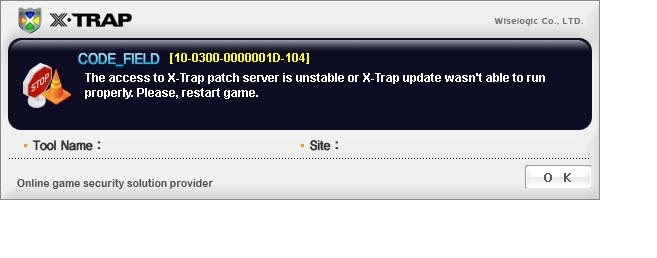 X·TRAP
Wiselogic Co., LTD.
CODE_FIELD [10-0300-0000001D-104]
STOP
The access to X-Trap patch server is unstable or X-Trap update wasn't able to run
properly. Please, restart game.
Tool Name : Site :
Online game security solution provider
O K